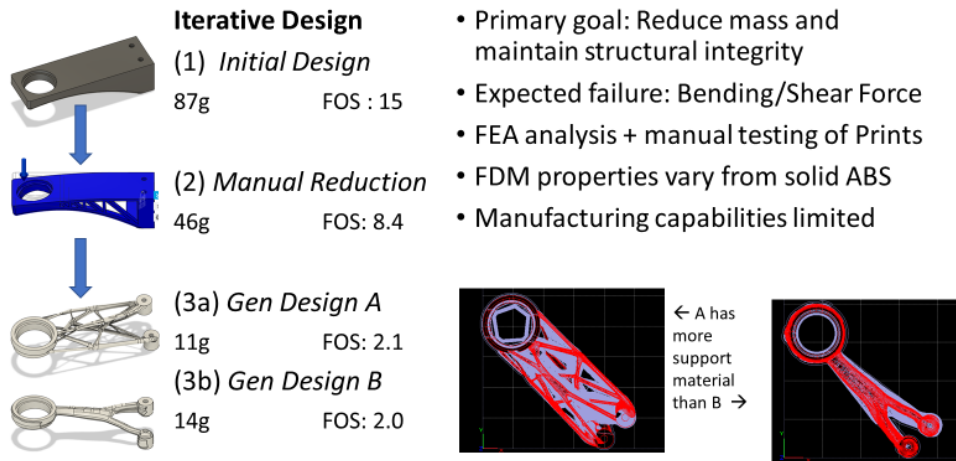 Iterative Design
(1) Initial Design
87g FOS : 15
(2) Manual Reduction
46g FOS: 8.4
(3a) Gen Design A
11g FOS: 2.1
(3b) Gen Design B
14g FOS: 2.0
• Primary goal: Reduce mass and
maintain structural integrity
• Expected failure: Bending/Shear Force
• FEA analysis + manual testing of Prints
• FDM properties vary from solid ABS
• Manufacturing capabilities limited
← A has
more
support
material
than B →